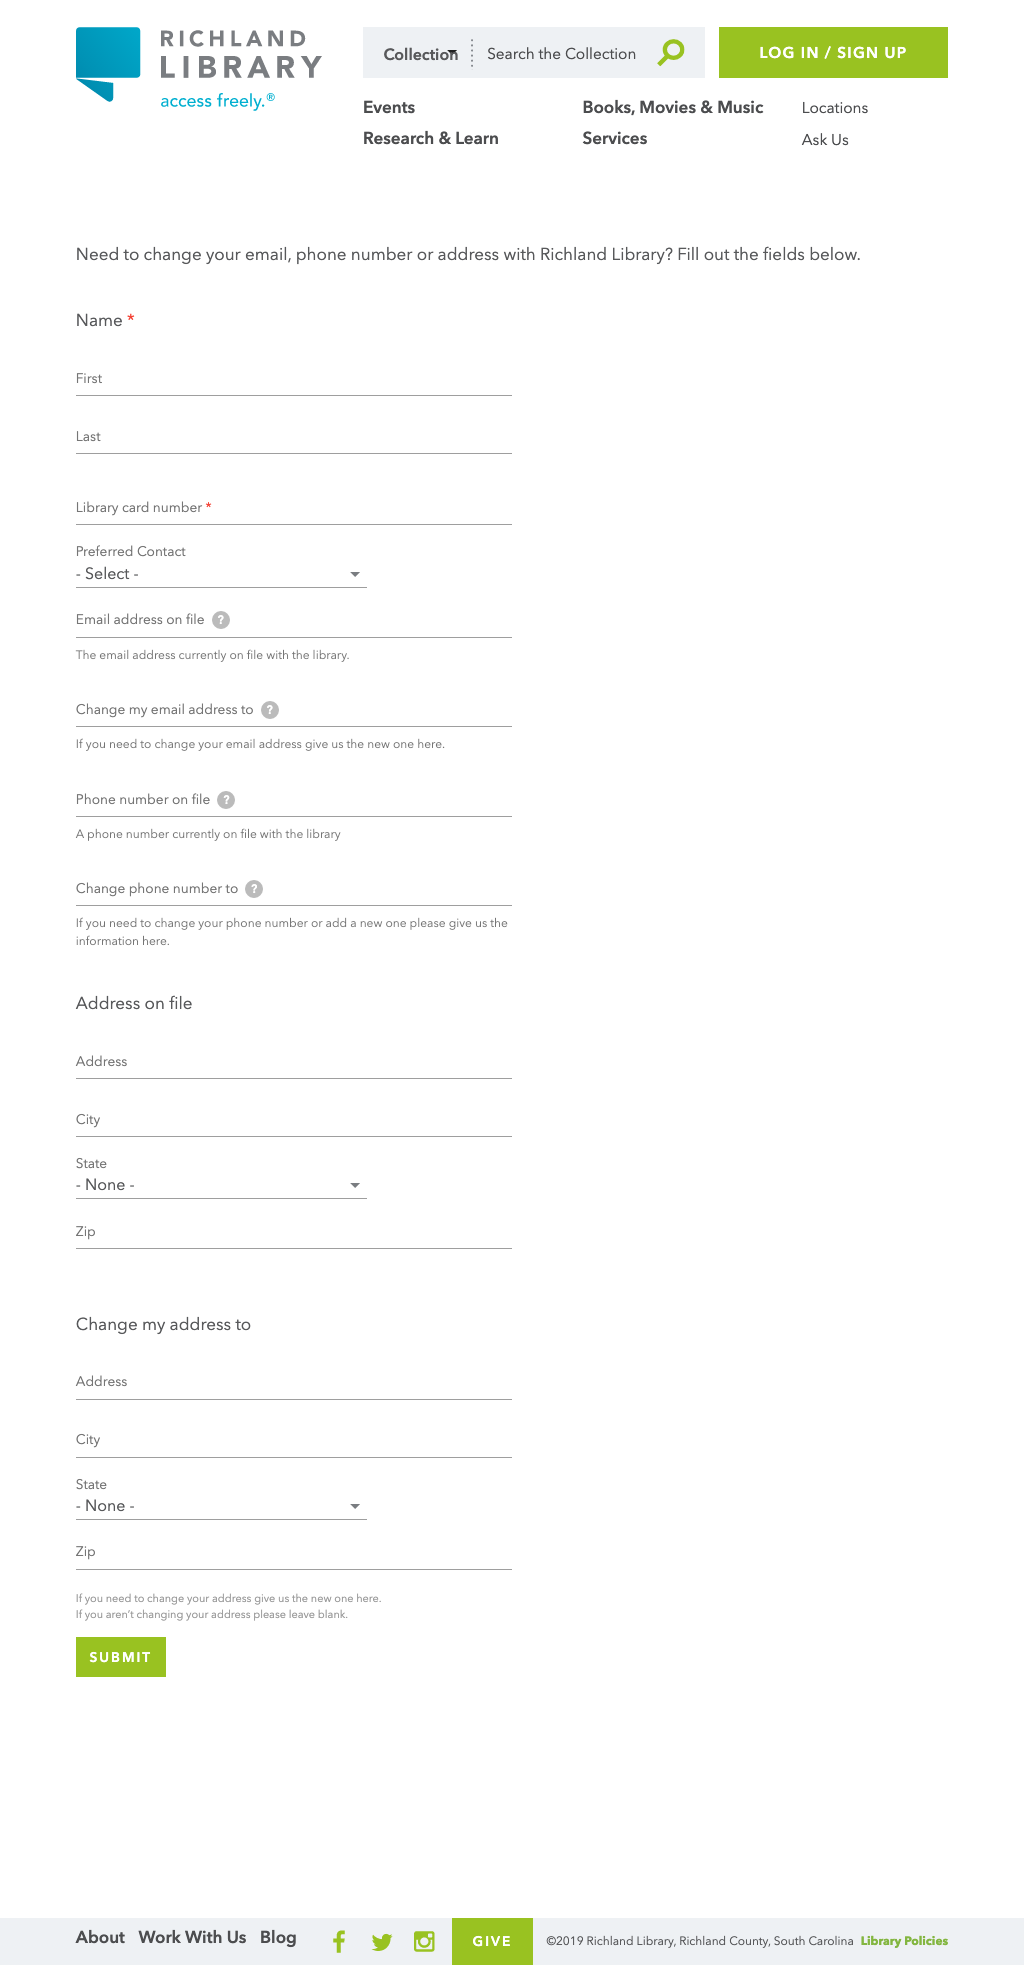 RICHLAND
LIBRARY
access freely.®
Collection
Search the Collection
LOG IN / SIGN UP
Events
Books, Movies & Music
Locations
Research & Learn
Services
Ask Us
Need to change your email, phone number or address with Richland Library? Fill out the fields below.
Name *
First
Last
Library card number *
Preferred Contact
- Select -
Email address on file ?
The email address currently on file with the library.
Change my email address to ?
If you need to change your email address give us the new one here.
Phone number on file ?
A phone number currently on file with the library
Change phone number to ?
If you need to change your phone number or add a new one please give us the
information here.
Address on file
Address
City
State
- None -
Zip
Change my address to
Address
City
State
- None -
Zip
If you need to change your address give us the new one here.
If you aren't changing your address please leave blank.
SUBMIT
About Work With Us Blog
GIVE
©2019 Richland Library, Richland County, South Carolina Library Policies